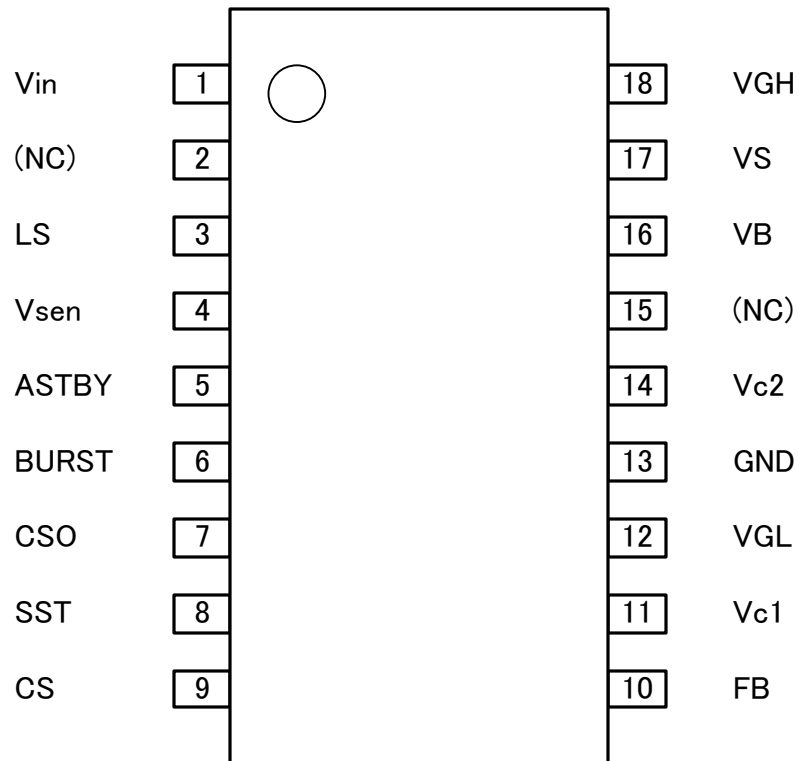 Vin 1 18 VGH
(NC) 2 17 VS
LS 3 16 VB
Vsen 4 15 (NC)
ASTBY 5 14 Vc2
BURST 6 13 GND
CSO 7 12 VGL
SST 8 11 Vc1
CS 9 10 FB